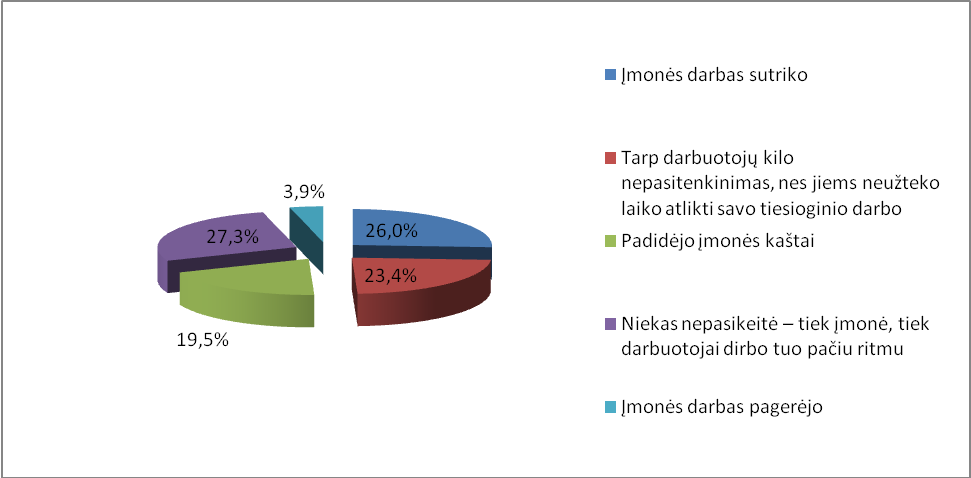 3,9%
27,3%
26,0%
23,4%
19,5%
Įmonės darbas sutriko
Tarp darbuotojų kilo
nepasitenkinimas, nes jiems neužteko
laiko atlikti savo tiesioginio darbo
Padidėjo įmonės kaštai
Niekas nepasikeitė – tiek įmonė, tiek
darbuotojai dirbo tuo pačiu ritmu
Įmonės darbas pagerėjo